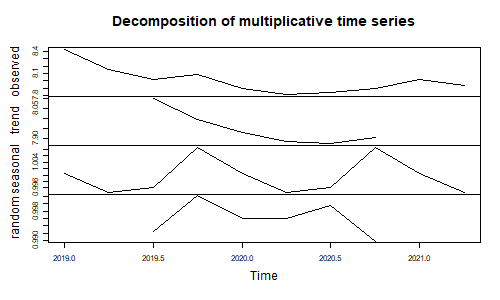 Decomposition of multiplicative time series
observed
8.4
8.1
7.8
trend
8.05
7.90
seasonal
1.004
0.996
random
0.998
0.990
2019.0 2019.5 2020.0 2020.5 2021.0
Time